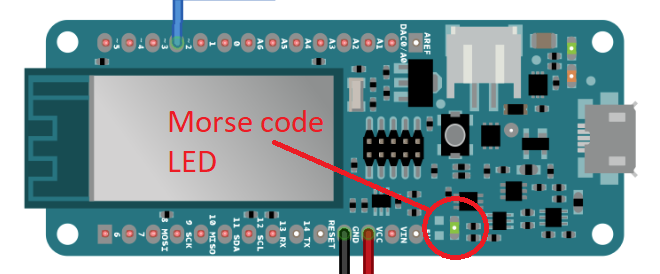 ~5
~4
~3
~2
1
0
A6
A5
A4
A3
A2
A1
DAC0/A0
AREF
Morse code
LED
6
7
8 MOSI
9 SCK
10 MISO
11 SDA
12 SCL
13 RX
14 TX
RESET
GND
VCC
VIN